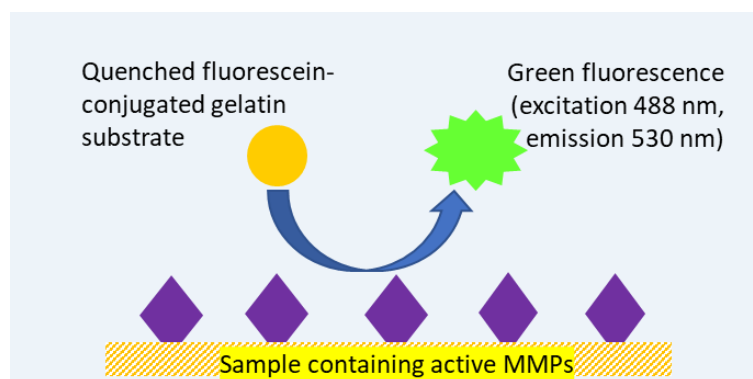 Quenched fluorescein-
conjugated gelatin
substrate
Green fluorescence
(excitation 488 nm,
emission 530 nm)
Sample containing active MMPs